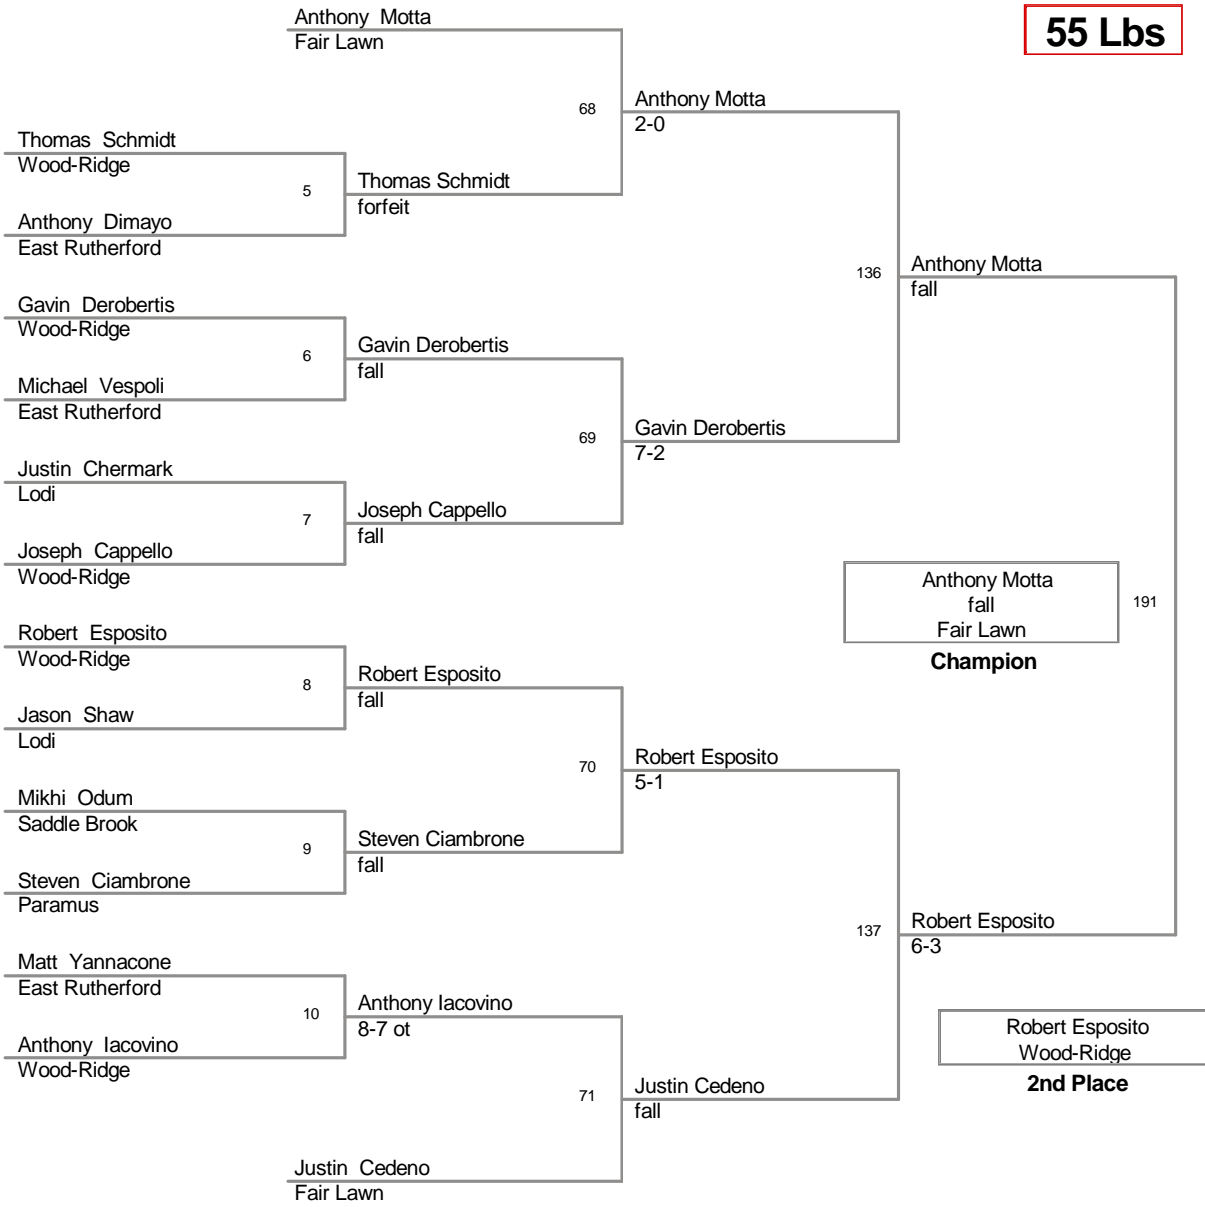 Anthony Motta
Fair Lawn
55 Lbs
68
Anthony Motta
2-0
Thomas Schmidt
Wood-Ridge
5
Thomas Schmidt
forfeit
Anthony Dimayo
East Rutherford
136
Anthony Motta
fall
Gavin Derobertis
Wood-Ridge
6
Gavin Derobertis
fall
Michael Vespoli
East Rutherford
69
Gavin Derobertis
7-2
Justin Chermark
Lodi
7
Joseph Cappello
fall
Joseph Cappello
Wood-Ridge
Anthony Motta
fall
Fair Lawn
Champion
191
Robert Esposito
Wood-Ridge
8
Robert Esposito
fall
Jason Shaw
Lodi
70
Robert Esposito
5-1
Mikhi Odum
Saddle Brook
9
Steven Ciambrone
fall
Steven Ciambrone
Paramus
137
Robert Esposito
6-3
Matt Yannacone
East Rutherford
10
Anthony Iacovino
8-7 ot
Anthony Iacovino
Wood-Ridge
Robert Esposito
Wood-Ridge
2nd Place
71
Justin Cedeno
fall
Justin Cedeno
Fair Lawn